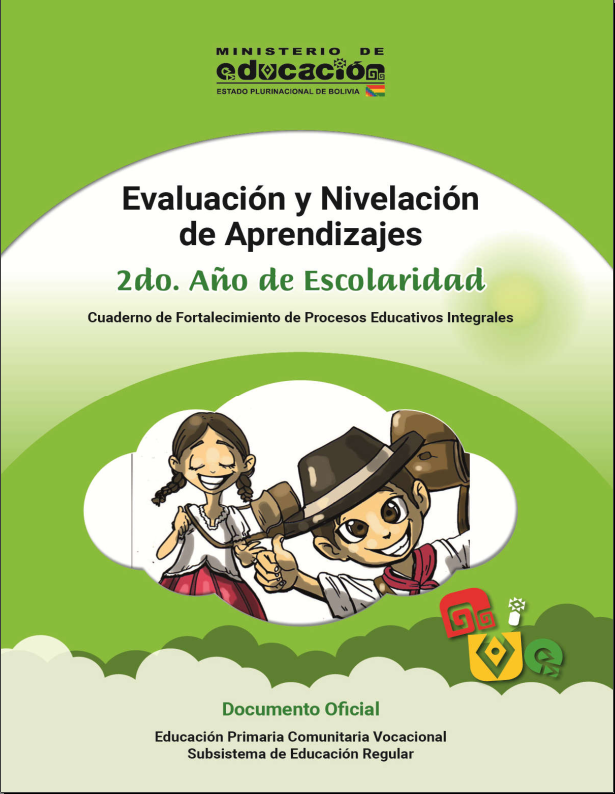 MINISTERIO DE
educación
ESTADO PLURINACIONAL DE BOLIVIA
Evaluación y Nivelación
de Aprendizajes
2do. Año de Escolaridad
Cuaderno de Fortalecimiento de Procesos Educativos Integrales
Documento Oficial
Educación Primaria Comunitaria Vocacional
Subsistema de Educación Regular